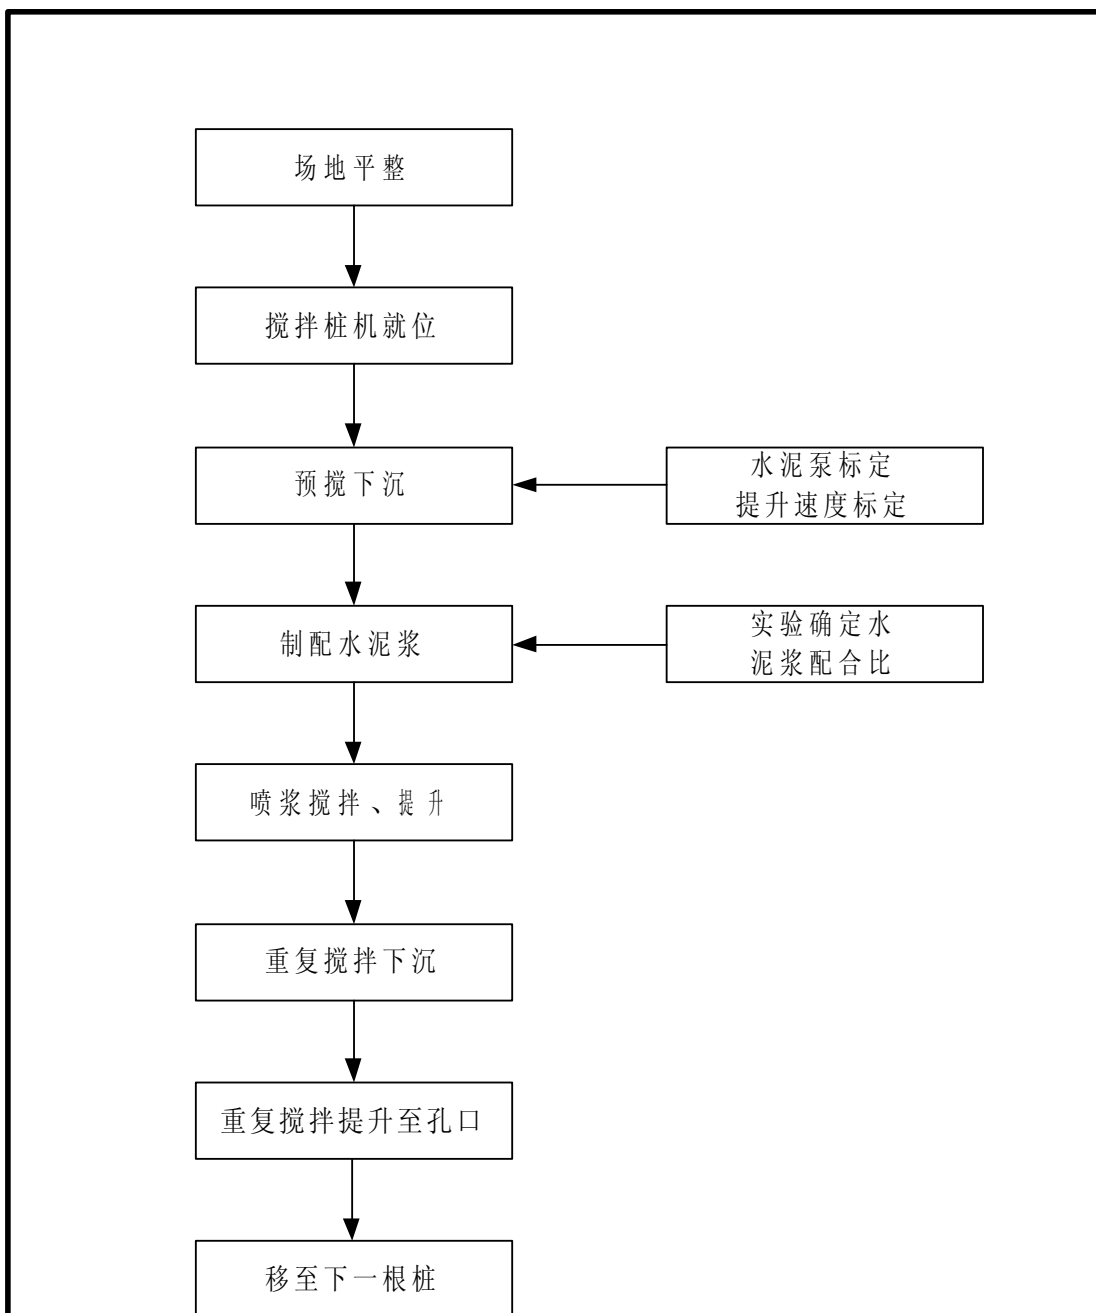 场地平整
搅拌桩机就位
预搅下沉
水泥泵标定
提升速度标定
制配水泥浆
实验确定水
泥浆配合比
喷浆搅拌、提升
重复搅拌下沉
重复搅拌提升至孔口
移至下一根桩